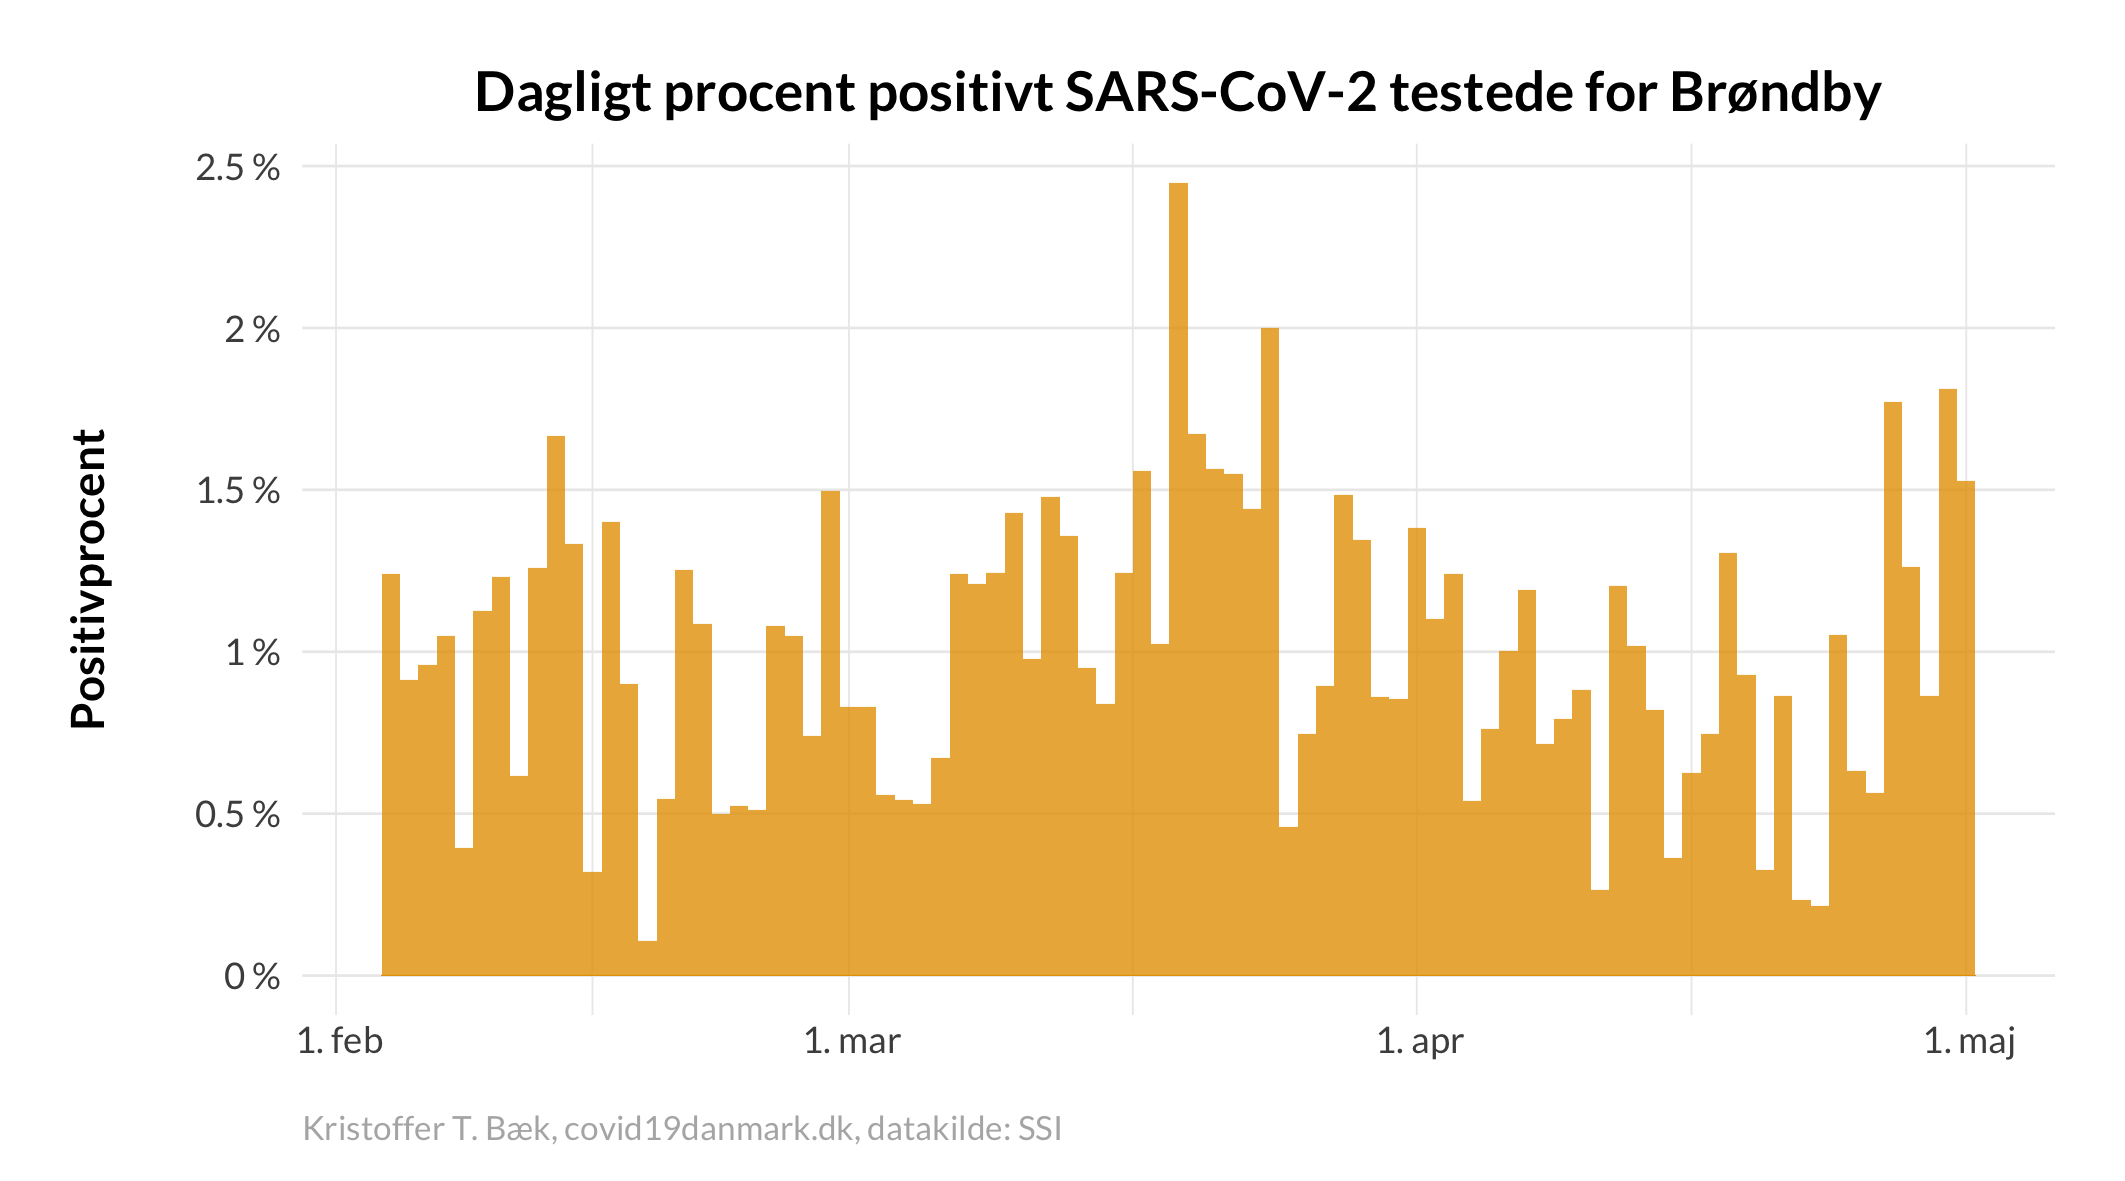 Dagligt procent positivt SARS-CoV-2 testede for Brøndby
Positivprocent
2.5 %
2 %
1.5 %
1 %
0.5 %
0 %
1. feb
1. mar
1. apr
1. maj
Kristoffer T. Bæk, covid19danmark.dk, datakilde: SSI